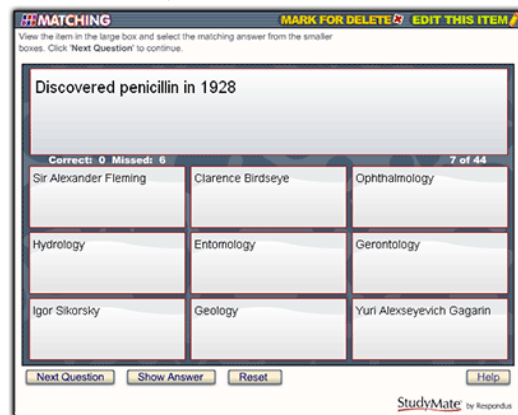 MATCHING MARK FOR DELETE EDIT THIS ITEM
View the item in the large box and select the matching answer from the smaller
boxes. Click 'Next Question' to continue.
Discovered penicillin in 1928
Correct: 0 Missed: 6 7 of 44
Sir Alexander Fleming Clarence Birdseye Ophthalmology
Hydrology Entomology Gerontology
Igor Sikorsky Geology Yuri Alexseyevich Gagarin
Next Question Show Answer Reset Help
StudyMate by Respondus